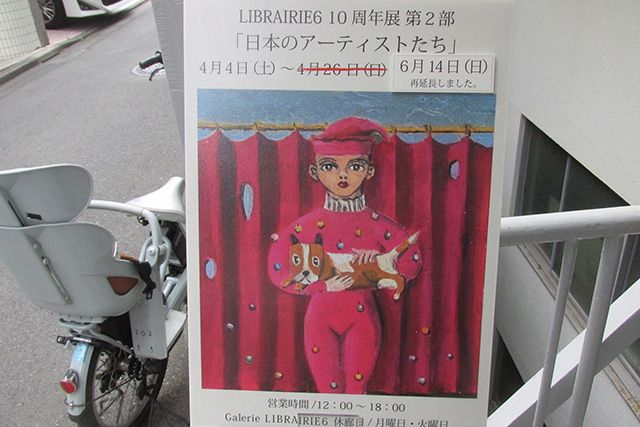 LIBRAIRIE6 10 周年展 第2部
「日本のアーティストたち」
4月4日(土) 〜4月26日(日) 6月14日(日)
再延長しました。
営業時間/12:00〜18:00
Galerie LIBRAIRIE6 休廊日/月曜日・火曜日